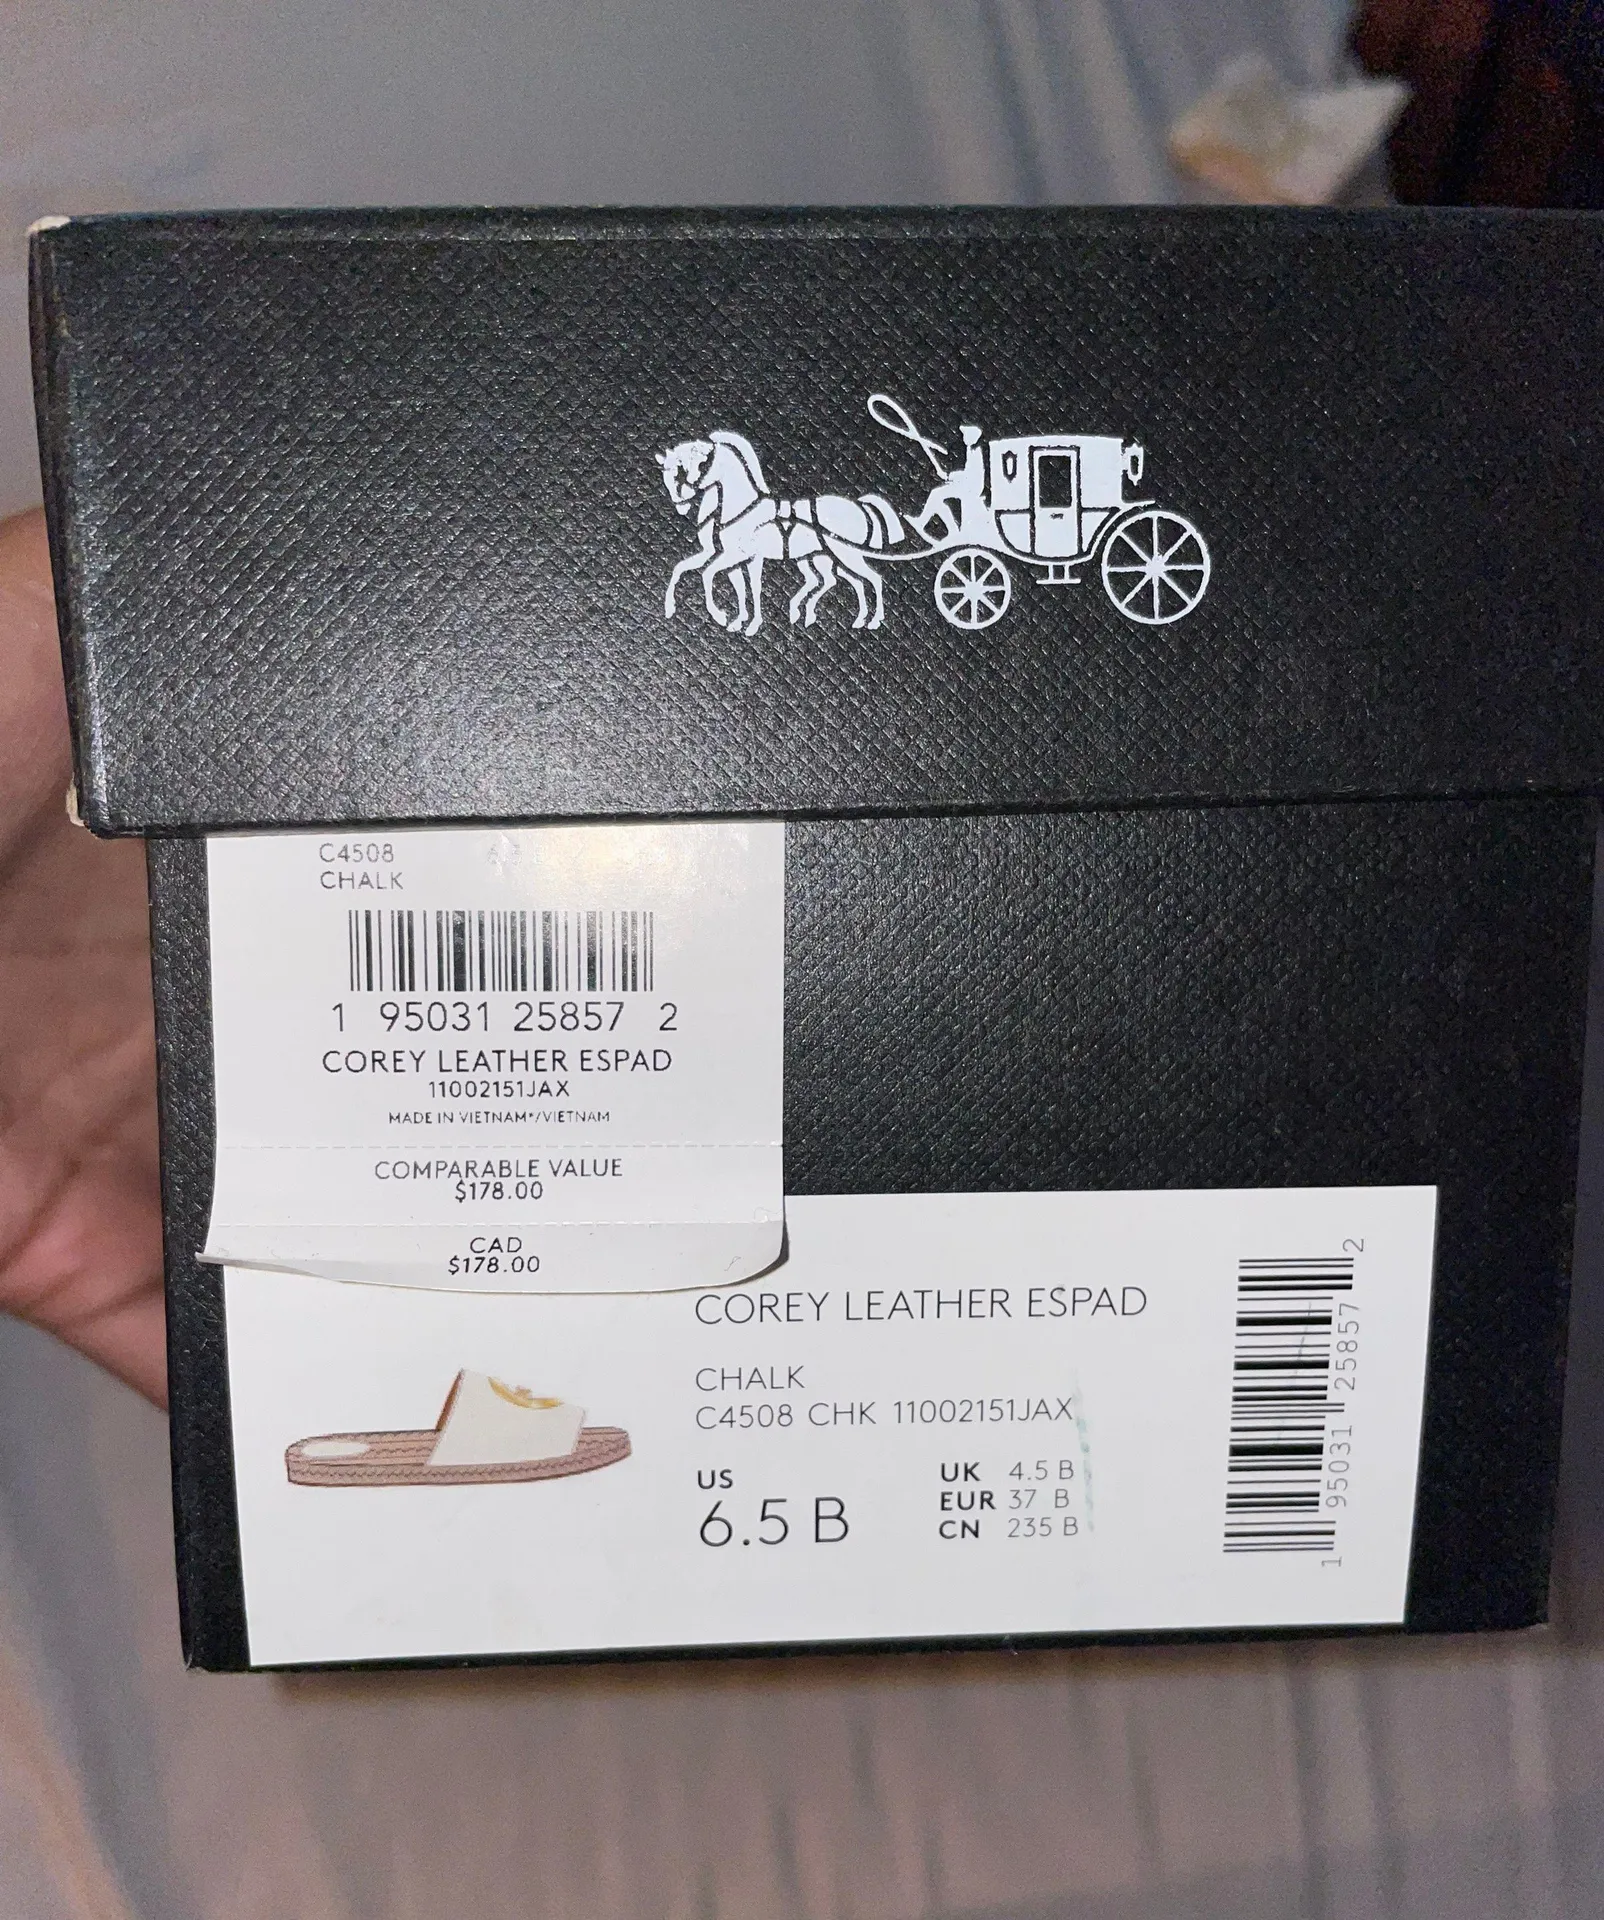 C4508
CHALK
1 95031 25857 2
COREY LEATHER ESPAD
11002151JAX
MADE IN VIETNAM*/VIETNAM
COMPARABLE VALUE
$178.00
CAD
$178.00
COREY LEATHER ESPAD
CHALK
C4508 CHK 11002151JAX
US
6.5 B
UK 4.5 B
EUR 37 B
CN 235 B
1 95031 25857 2